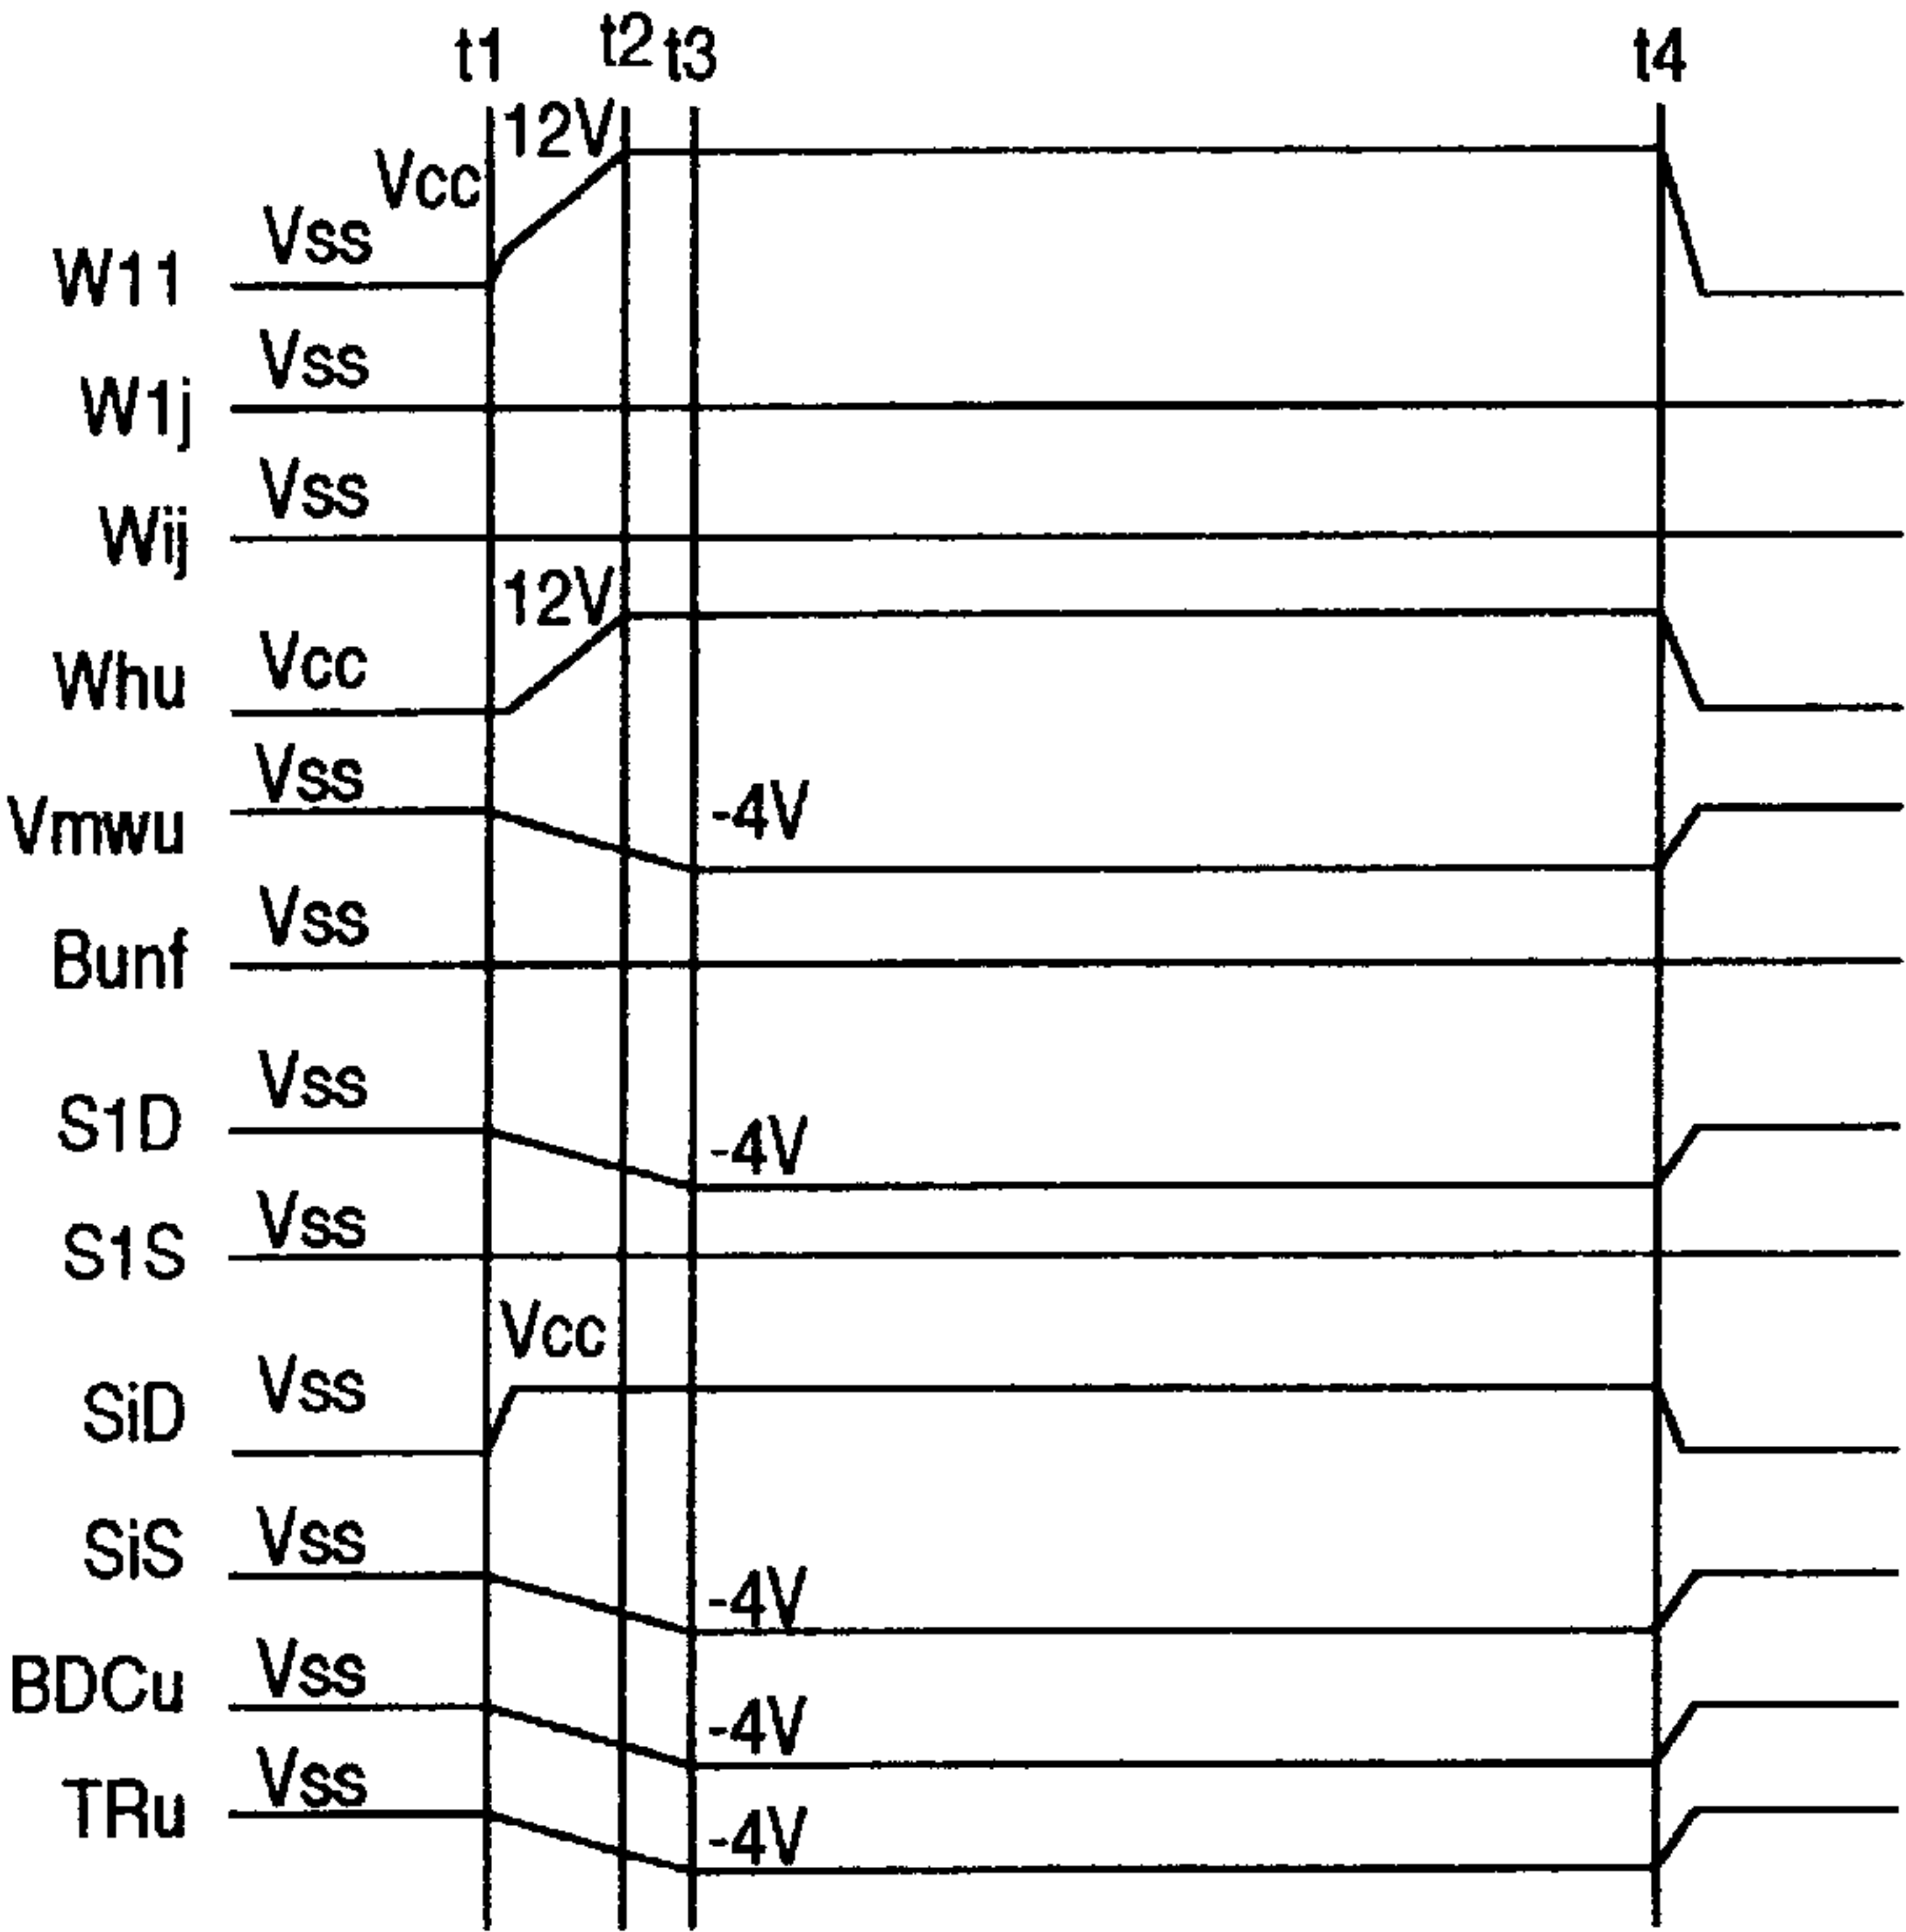 t1 t2 t3 t4
12V
Vcc
Vss
W11
Vss
W1j
Vss
Wij
12V
Vcc
Whu
Vss
-4V
Vmwu
Vss
Bunf
Vss
-4V
S1D
Vss
S1S
Vcc
Vss
SiD
Vss
-4V
SiS
Vss
-4V
BDCu
Vss
-4V
TRu